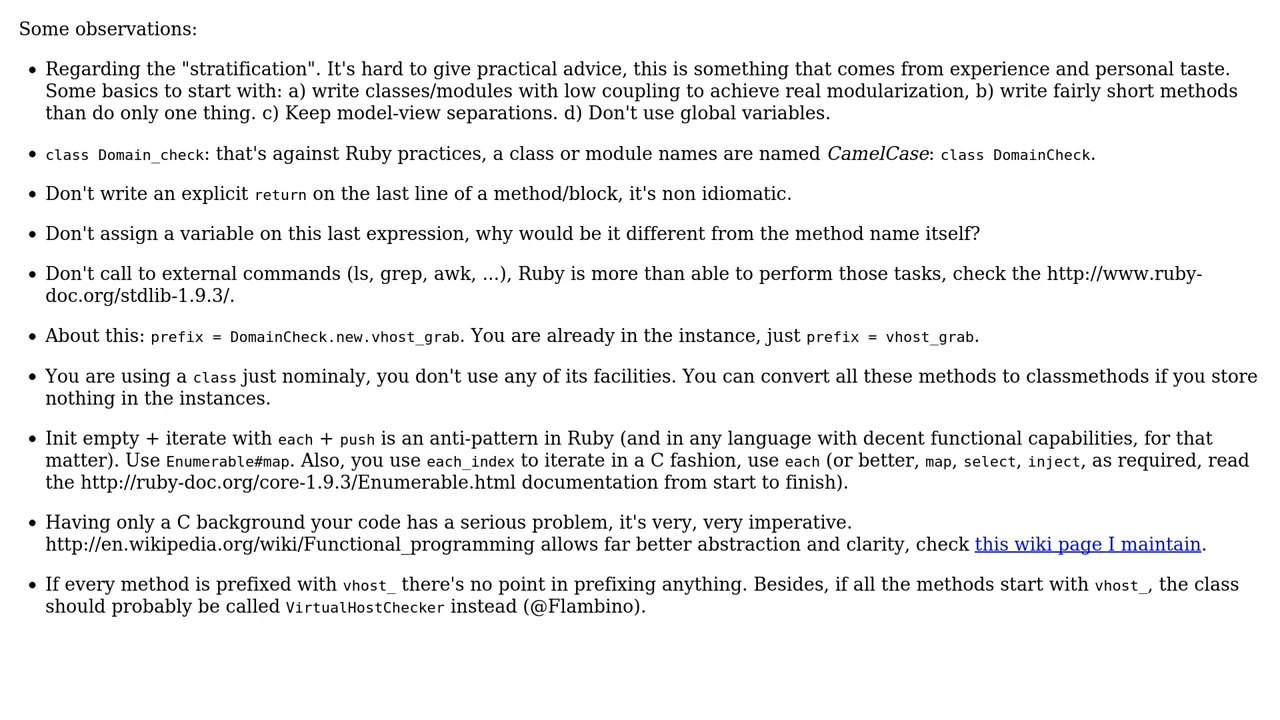 Some observations:
• Regarding the "stratification". It's hard to give practical advice, this is something that comes from experience and personal taste.
Some basics to start with: a) write classes/modules with low coupling to achieve real modularization, b) write fairly short methods
than do only one thing. c) Keep model-view separations. d) Don't use global variables.
• class Domain_check: that's against Ruby practices, a class or module names are named CamelCase: class DomainCheck.
• Don't write an explicit return on the last line of a method/block, it's non idiomatic.
• Don't assign a variable on this last expression, why would be it different from the method name itself?
• Don't call to external commands (ls, grep, awk, ...), Ruby is more than able to perform those tasks, check the http://www.ruby-
doc.org/stdlib-1.9.3/.
• About this: prefix = DomainCheck.new.vhost_grab. You are already in the instance, just prefix = vhost_grab.
• You are using a class just nominaly, you don't use any of its facilities. You can convert all these methods to classmethods if you store
nothing in the instances.
• Init empty + iterate with each + push is an anti-pattern in Ruby (and in any language with decent functional capabilities, for that
matter). Use Enumerable#map. Also, you use each_index to iterate in a C fashion, use each (or better, map, select, inject, as required, read
the http://ruby-doc.org/core-1.9.3/Enumerable.html documentation from start to finish).
• Having only a C background your code has a serious problem, it's very, very imperative.
http://en.wikipedia.org/wiki/Functional_programming allows far better abstraction and clarity, check this wiki page I maintain.
• If every method is prefixed with vhost_ there's no point in prefixing anything. Besides, if all the methods start with vhost_, the class
should probably be called VirtualHostChecker instead (@Flambino).